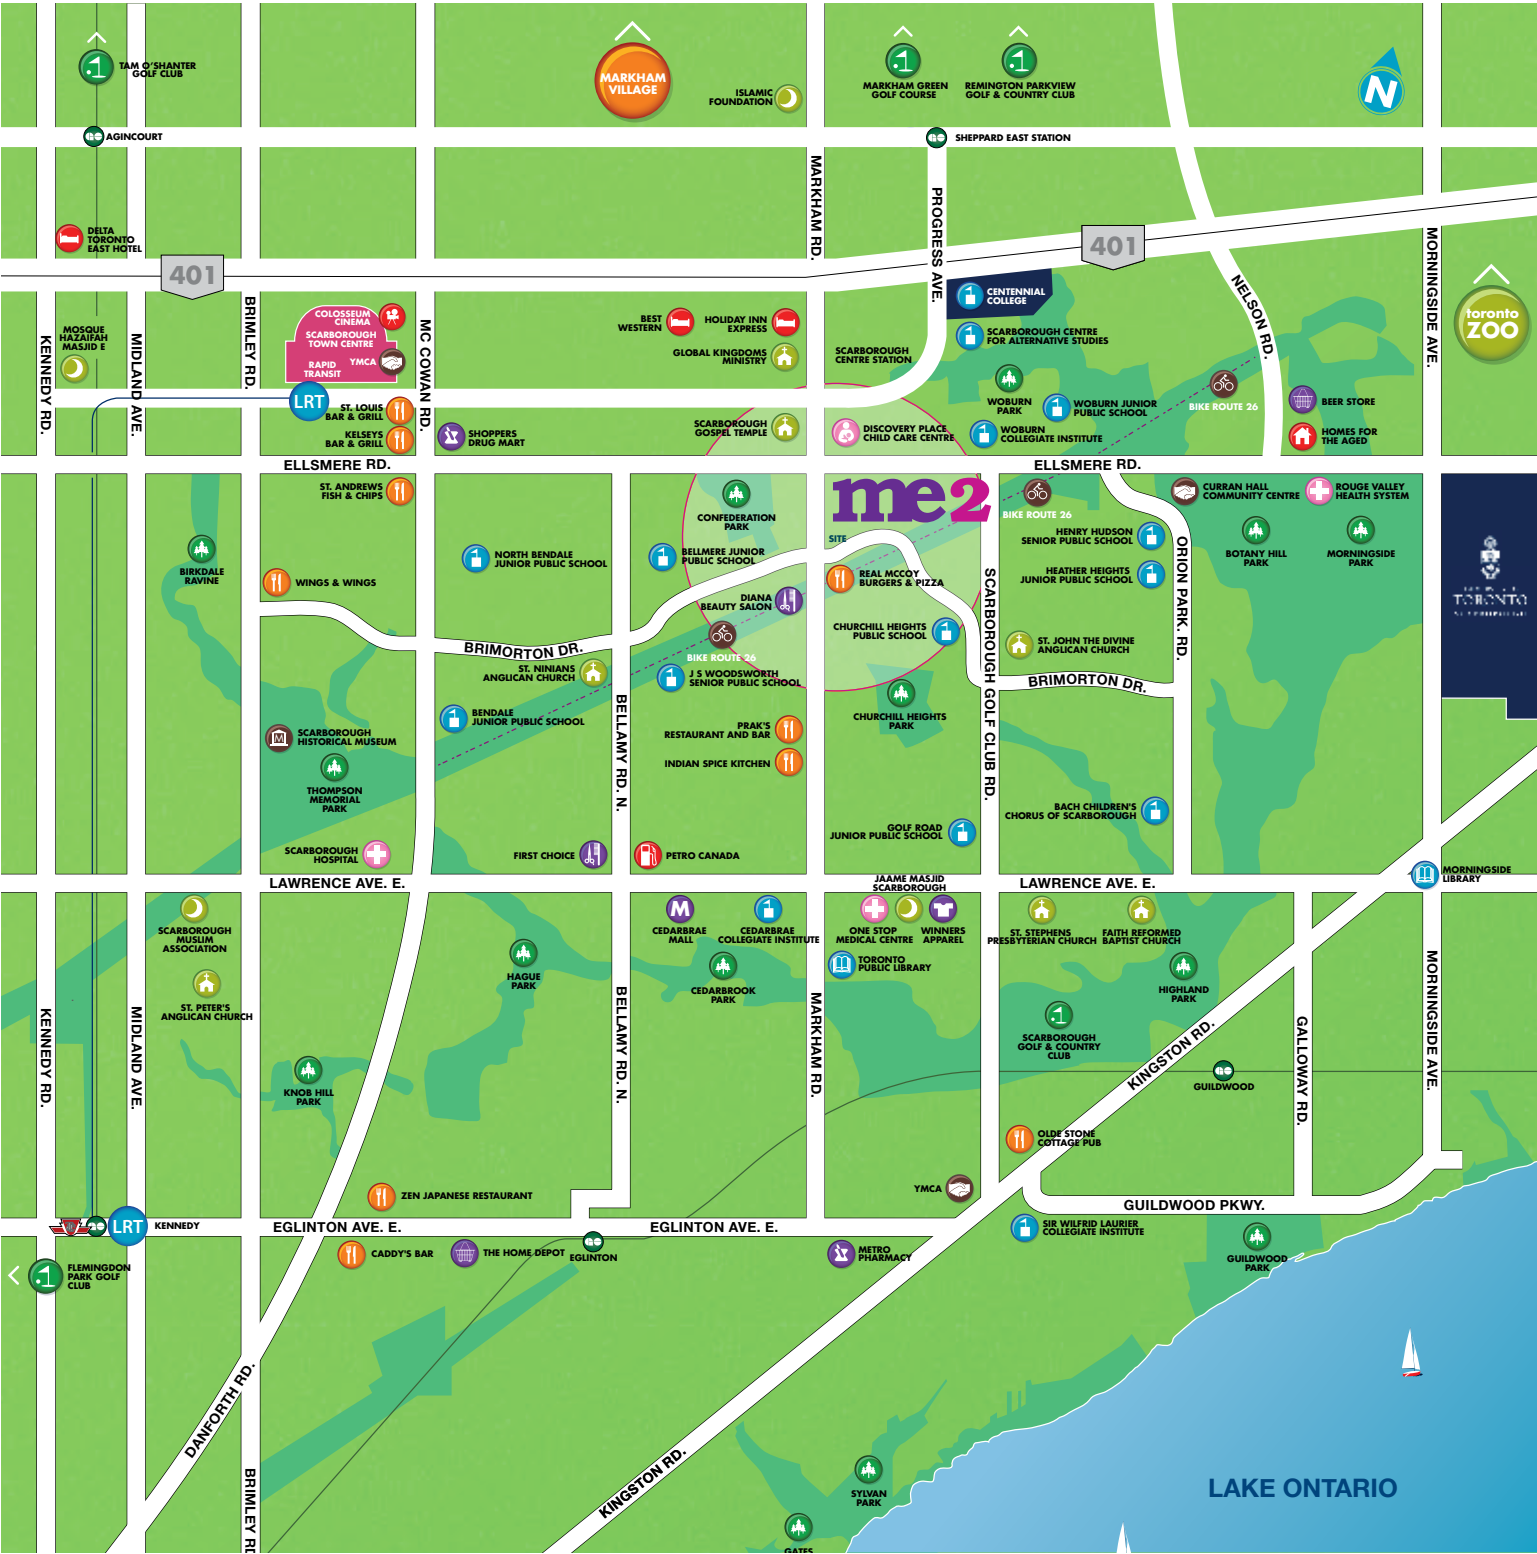 TAM O'SHANTER
GOLF CLUB
MARKHAM
VILLAGE
ISLAMIC
FOUNDATION
MARKHAM GREEN
GOLF COURSE
REMINGTON PARKVIEW
GOLF & COUNTRY CLUB
N
AGINCOURT
SHEPPARD EAST STATION
MARKHAM RD.
PROGRESS AVE.
DELTA
TORONTO
EAST HOTEL
401
401
MORNINGSIDE AVE.
NELSON RD.
CENTENNIAL
COLLEGE
toronto
ZOO
KENNEDY RD.
MOSQUE
HAZAIFAH
MASJID E
MIDLAND AVE.
BRIMLEY RD.
COLOSSEUM
CINEMA
SCARBOROUGH
TOWN CENTRE
YMCA
RAPID
TRANSIT
LRT
MC COWAN RD.
BEST
WESTERN
HOLIDAY INN
EXPRESS
GLOBAL KINGDOMS
MINISTRY
SCARBOROUGH
CENTRE STATION
SCARBOROUGH CENTRE
FOR ALTERNATIVE STUDIES
WOBURN
PARK
WOBURN JUNIOR
PUBLIC SCHOOL
BIKE ROUTE 26
BEER STORE
ST. LOUIS
BAR & GRILL
KELSEYS
BAR & GRILL
SHOPPERS
DRUG MART
SCARBOROUGH
GOSPEL TEMPLE
DISCOVERY PLACE
CHILD CARE CENTRE
WOBURN
COLLEGIATE INSTITUTE
HOMES FOR
THE AGED
ELLSMERE RD.
ELLSMERE RD.
ST. ANDREWS
FISH & CHIPS
CONFEDERATION
PARK
me2
SITE
BIKE ROUTE 26
CURRAN HALL
COMMUNITY CENTRE
ROUGE VALLEY
HEALTH SYSTEM
BIRKDALE
RAVINE
WINGS & WINGS
NORTH BENDALE
JUNIOR PUBLIC SCHOOL
BELLMERE JUNIOR
PUBLIC SCHOOL
HENRY HUDSON
SENIOR PUBLIC SCHOOL
HEATHER HEIGHTS
JUNIOR PUBLIC SCHOOL
ORION PARK. RD.
BOTANY HILL
PARK
MORNINGSIDE
PARK
TORONTO
DIANA
BEAUTY SALON
REAL MCCOY
BURGERS & PIZZA
SCARBOROUGH GOLF CLUB RD.
BRIMORTON DR.
BIKE ROUTE 26
CHURCHILL HEIGHTS
PUBLIC SCHOOL
ST. JOHN THE DIVINE
ANGLICAN CHURCH
ST. NINIANS
ANGLICAN CHURCH
J S WOODSWORTH
SENIOR PUBLIC SCHOOL
BRIMORTON DR.
BENDALE
JUNIOR PUBLIC SCHOOL
BELLAMY RD. N.
PRAK'S
RESTAURANT AND BAR
CHURCHILL HEIGHTS
PARK
M
SCARBOROUGH
HISTORICAL MUSEUM
INDIAN SPICE KITCHEN
THOMPSON
MEMORIAL
PARK
BACH CHILDREN'S
CHORUS OF SCARBOROUGH
GOLF ROAD
JUNIOR PUBLIC SCHOOL
SCARBOROUGH
HOSPITAL
FIRST CHOICE
PETRO CANADA
MORNINGSIDE
LIBRARY
LAWRENCE AVE. E.
JAAME MASJID
SCARBOROUGH
LAWRENCE AVE. E.
SCARBOROUGH
MUSLIM
ASSOCIATION
M
CEDARBRAE
MALL
CEDARBRAE
COLLEGIATE INSTITUTE
ONE STOP
MEDICAL CENTRE
WINNERS
APPAREL
ST. STEPHENS
PRESBYTERIAN CHURCH
FAITH REFORMED
BAPTIST CHURCH
HAGUE
PARK
CEDARBROOK
PARK
TORONTO
PUBLIC LIBRARY
HIGHLAND
PARK
ST. PETER'S
ANGLICAN CHURCH
KENNEDY RD.
MIDLAND AVE.
BELLAMY RD. N.
MARKHAM RD.
SCARBOROUGH
GOLF & COUNTRY
CLUB
KINGSTON RD.
GALLOWAY RD.
MORNINGSIDE AVE.
KNOB HILL
PARK
GUILDWOOD
OLDE STONE
COTTAGE PUB
ZEN JAPANESE RESTAURANT
YMCA
GUILDWOOD PKWY.
LRT
KENNEDY
EGLINTON AVE. E.
EGLINTON AVE. E.
SIR WILFRID LAURIER
COLLEGIATE INSTITUTE
CADDY'S BAR
THE HOME DEPOT
EGLINTON
METRO
PHARMACY
GUILDWOOD
PARK
FLEMINGDON
PARK GOLF
CLUB
DANFORTH RD.
BRIMLEY RD
KINGSTON RD.
SYLVAN
PARK
LAKE ONTARIO
GATES